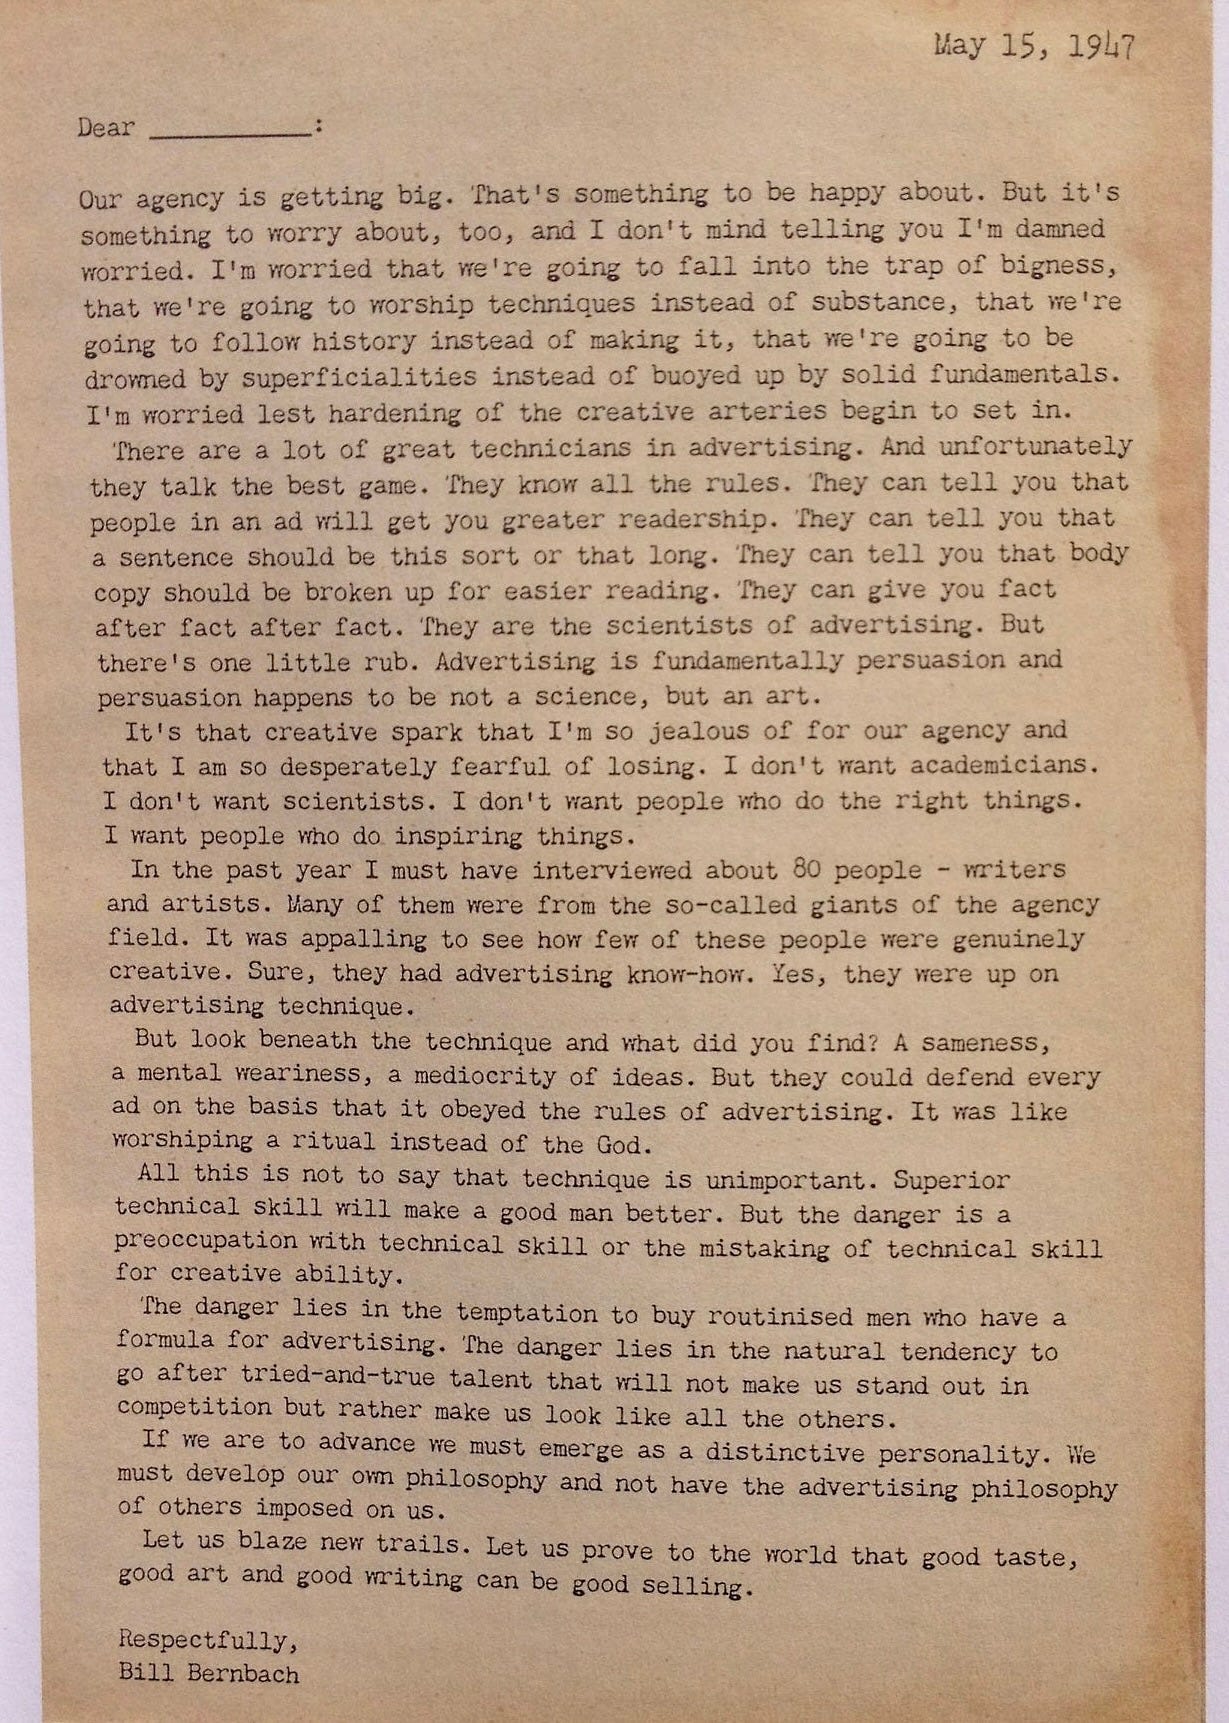 May 15, 1947
Dear __________:
Our agency is getting big. That's something to be happy about. But it's
something to worry about, too, and I don't mind telling you I'm damned
worried. I'm worried that we're going to fall into the trap of bigness,
that we're going to worship techniques instead of substance, that we're
going to follow history instead of making it, that we're going to be
drowned by superficialities instead of buoyed up by solid fundamentals.
I'm worried lest hardening of the creative arteries begin to set in.
There are a lot of great technicians in advertising. And unfortunately
they talk the best game. They know all the rules. They can tell you that
people in an ad will get you greater readership. They can tell you that
a sentence should be this sort or that long. They can tell you that body
copy should be broken up for easier reading. They can give you fact
after fact after fact. They are the scientists of advertising. But
there's one little rub. Advertising is fundamentally persuasion and
persuasion happens to be not a science, but an art.
It's that creative spark that I'm so jealous of for our agency and
that I am so desperately fearful of losing. I don't want academicians.
I don't want scientists. I don't want people who do the right things.
I want people who do inspiring things.
In the past year I must have interviewed about 80 people - writers
and artists. Many of them were from the so-called giants of the agency
field. It was appalling to see how few of these people were genuinely
creative. Sure, they had advertising know-how. Yes, they were up on
advertising technique.
But look beneath the technique and what did you find? A sameness,
a mental weariness, a mediocrity of ideas. But they could defend every
ad on the basis that it obeyed the rules of advertising. It was like
worshiping a ritual instead of the God.
All this is not to say that technique is unimportant. Superior
technical skill will make a good man better. But the danger is a
preoccupation with technical skill or the mistaking of technical skill
for creative ability.
The danger lies in the temptation to buy routinised men who have a
formula for advertising. The danger lies in the natural tendency to
go after tried-and-true talent that will not make us stand out in
competition but rather make us look like all the others.
If we are to advance we must emerge as a distinctive personality. We
must develop our own philosophy and not have the advertising philosophy
of others imposed on us.
Let us blaze new trails. Let us prove to the world that good taste,
good art and good writing can be good selling.
Respectfully,
Bill Bernbach